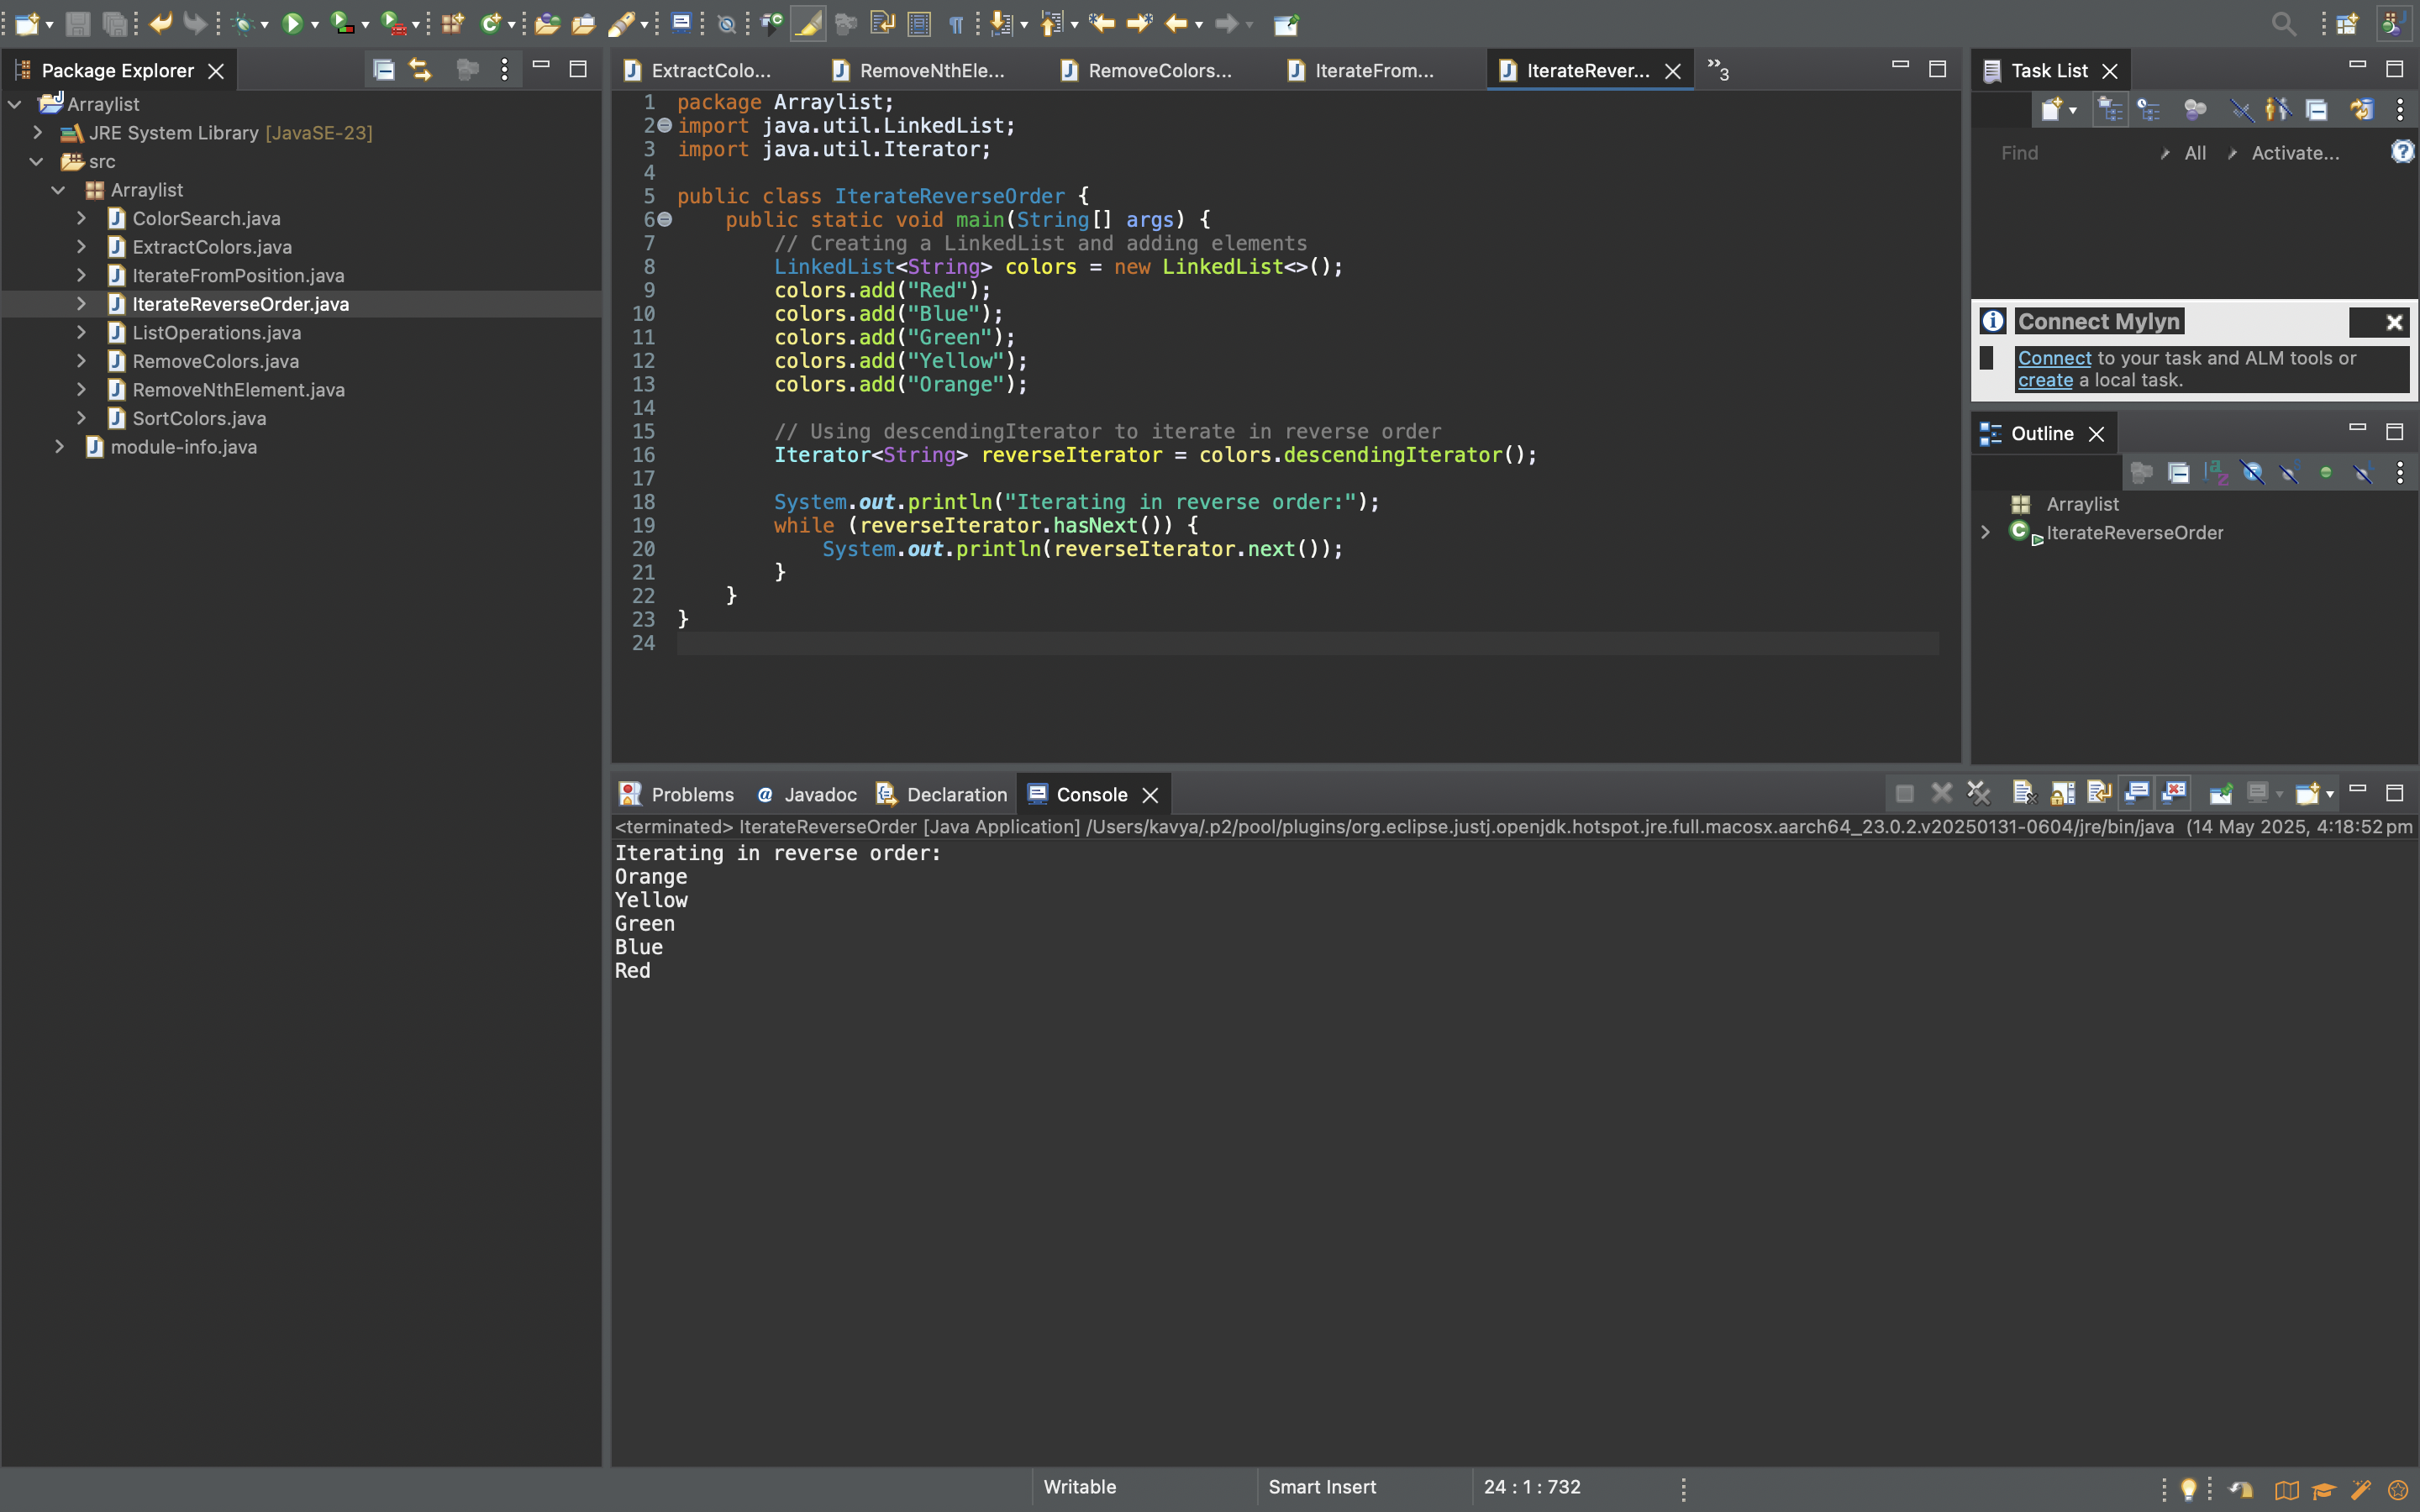 Package Explorer
Arraylist
JRE System Library [JavaSE-23]
src
Arraylist
ColorSearch.java
ExtractColors.java
IterateFromPosition.java
IterateReverseOrder.java
ListOperations.java
RemoveColors.java
RemoveNthElement.java
SortColors.java
module-info.java
ExtractColo... RemoveNthEle... RemoveColors... IterateFrom... IterateRever... »3
1 package Arraylist;
2 import java.util.LinkedList;
3 import java.util.Iterator;
4
5 public class IterateReverseOrder {
6     public static void main(String[] args) {
7         // Creating a LinkedList and adding elements
8         LinkedList<String> colors = new LinkedList<>();
9         colors.add("Red");
10         colors.add("Blue");
11         colors.add("Green");
12         colors.add("Yellow");
13         colors.add("Orange");
14
15         // Using descendingIterator to iterate in reverse order
16         Iterator<String> reverseIterator = colors.descendingIterator();
17
18         System.out.println("Iterating in reverse order:");
19         while (reverseIterator.hasNext()) {
20             System.out.println(reverseIterator.next());
21         }
22     }
23 }
24
Task List
Find All Activate...
Connect Mylyn
Connect to your task and ALM tools or
create a local task.
Outline
Arraylist
IterateReverseOrder
Problems @ Javadoc Declaration Console
<terminated> IterateReverseOrder [Java Application] /Users/kavya/.p2/pool/plugins/org.eclipse.justj.openjdk.hotspot.jre.full.macosx.aarch64_23.0.2.v20250131-0604/jre/bin/java (14 May 2025, 4:18:52 pm
Iterating in reverse order:
Orange
Yellow
Green
Blue
Red
Writable Smart Insert 24 : 1 : 732